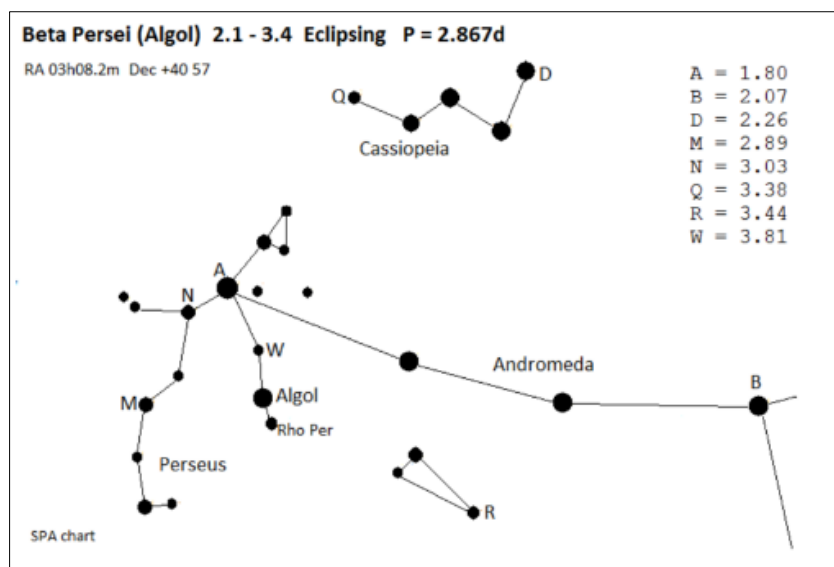 Beta Persei (Algol) 2.1 - 3.4 Eclipsing P = 2.867d
RA 03h08.2m Dec +40 57
A = 1.80
B = 2.07
D = 2.26
M = 2.89
N = 3.03
Q = 3.38
R = 3.44
W = 3.81
Q
D
Cassiopeia
A
N
W
Andromeda
B
M
Algol
Rho Per
Perseus
R
SPA chart